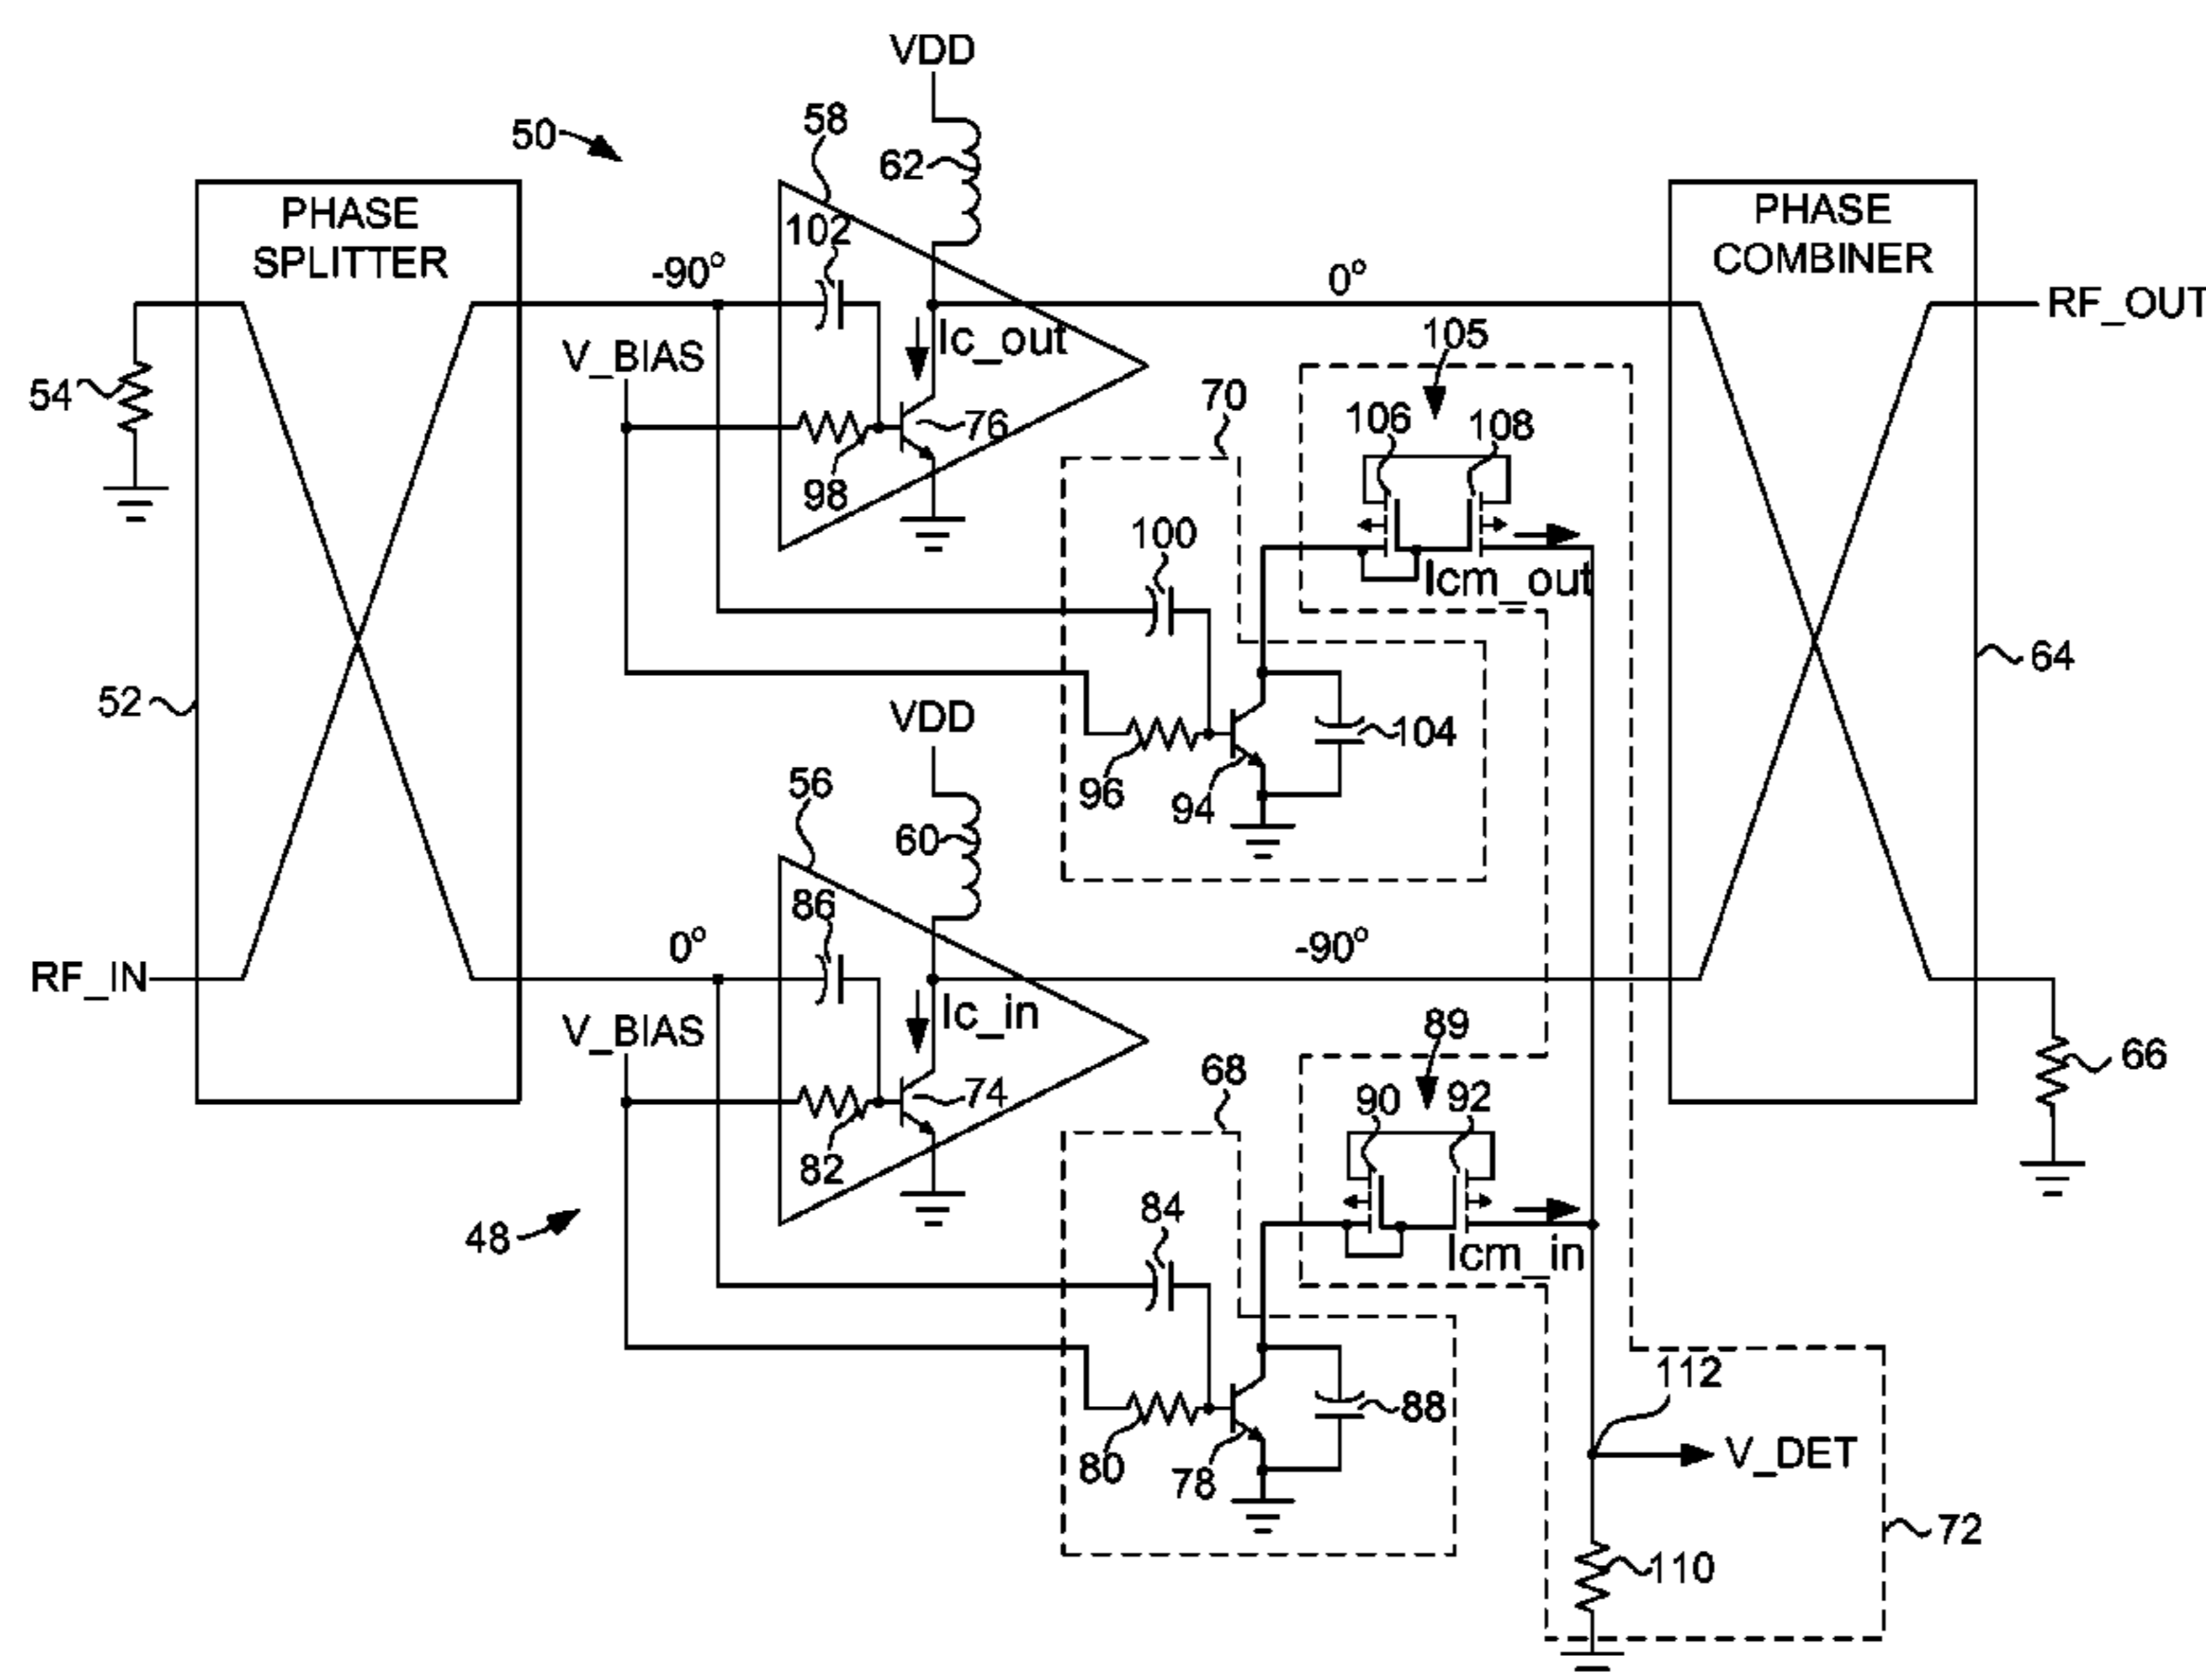 VDD
50
58
62
PHASE
SPLITTER
PHASE
COMBINER
102
-90°
0°
RF_OUT
V_BIAS
Ic_out
105
54
70
106
108
76
98
100
Icm_out
52
64
VDD
104
96
94
56
60
86
0°
-90°
RF_IN
Ic_in
V_BIAS
89
68
90
92
66
74
82
84
48
Icm_in
112
88
80
78
V_DET
72
110